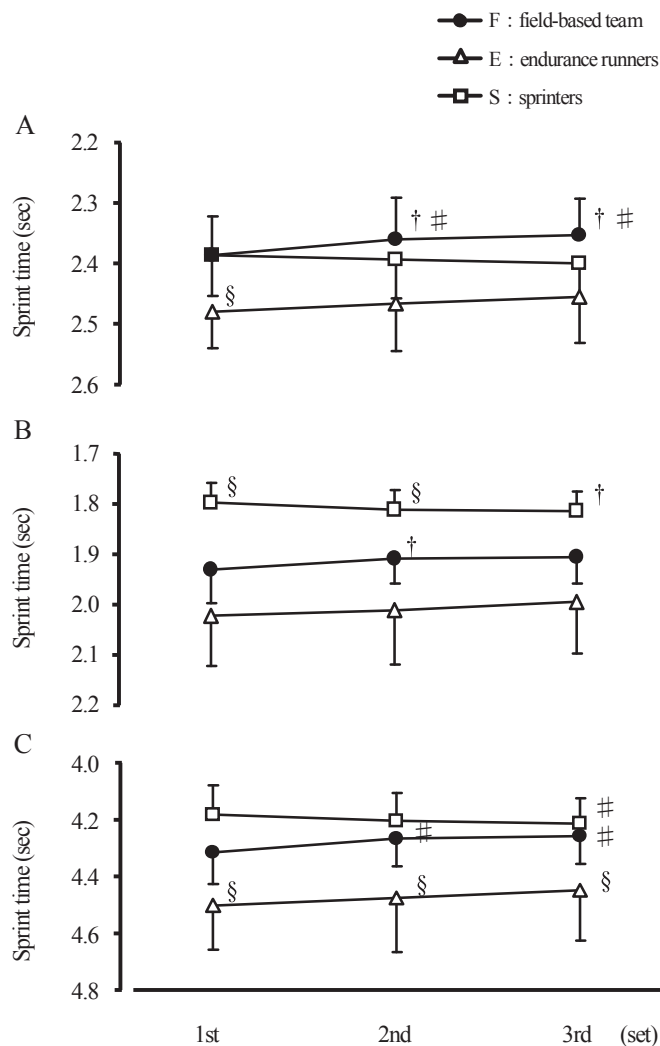 F : field-based team
E : endurance runners
S : sprinters
A
2.2
2.3
† # † #
2.4
§
2.5
2.6
Sprint time (sec)
B
1.7
§ § †
1.8
1.9
†
2.0
2.1
2.2
Sprint time (sec)
C
4.0
#
4.2
# #
4.4
§ § §
4.6
4.8
Sprint time (sec)
1st 2nd 3rd (set)